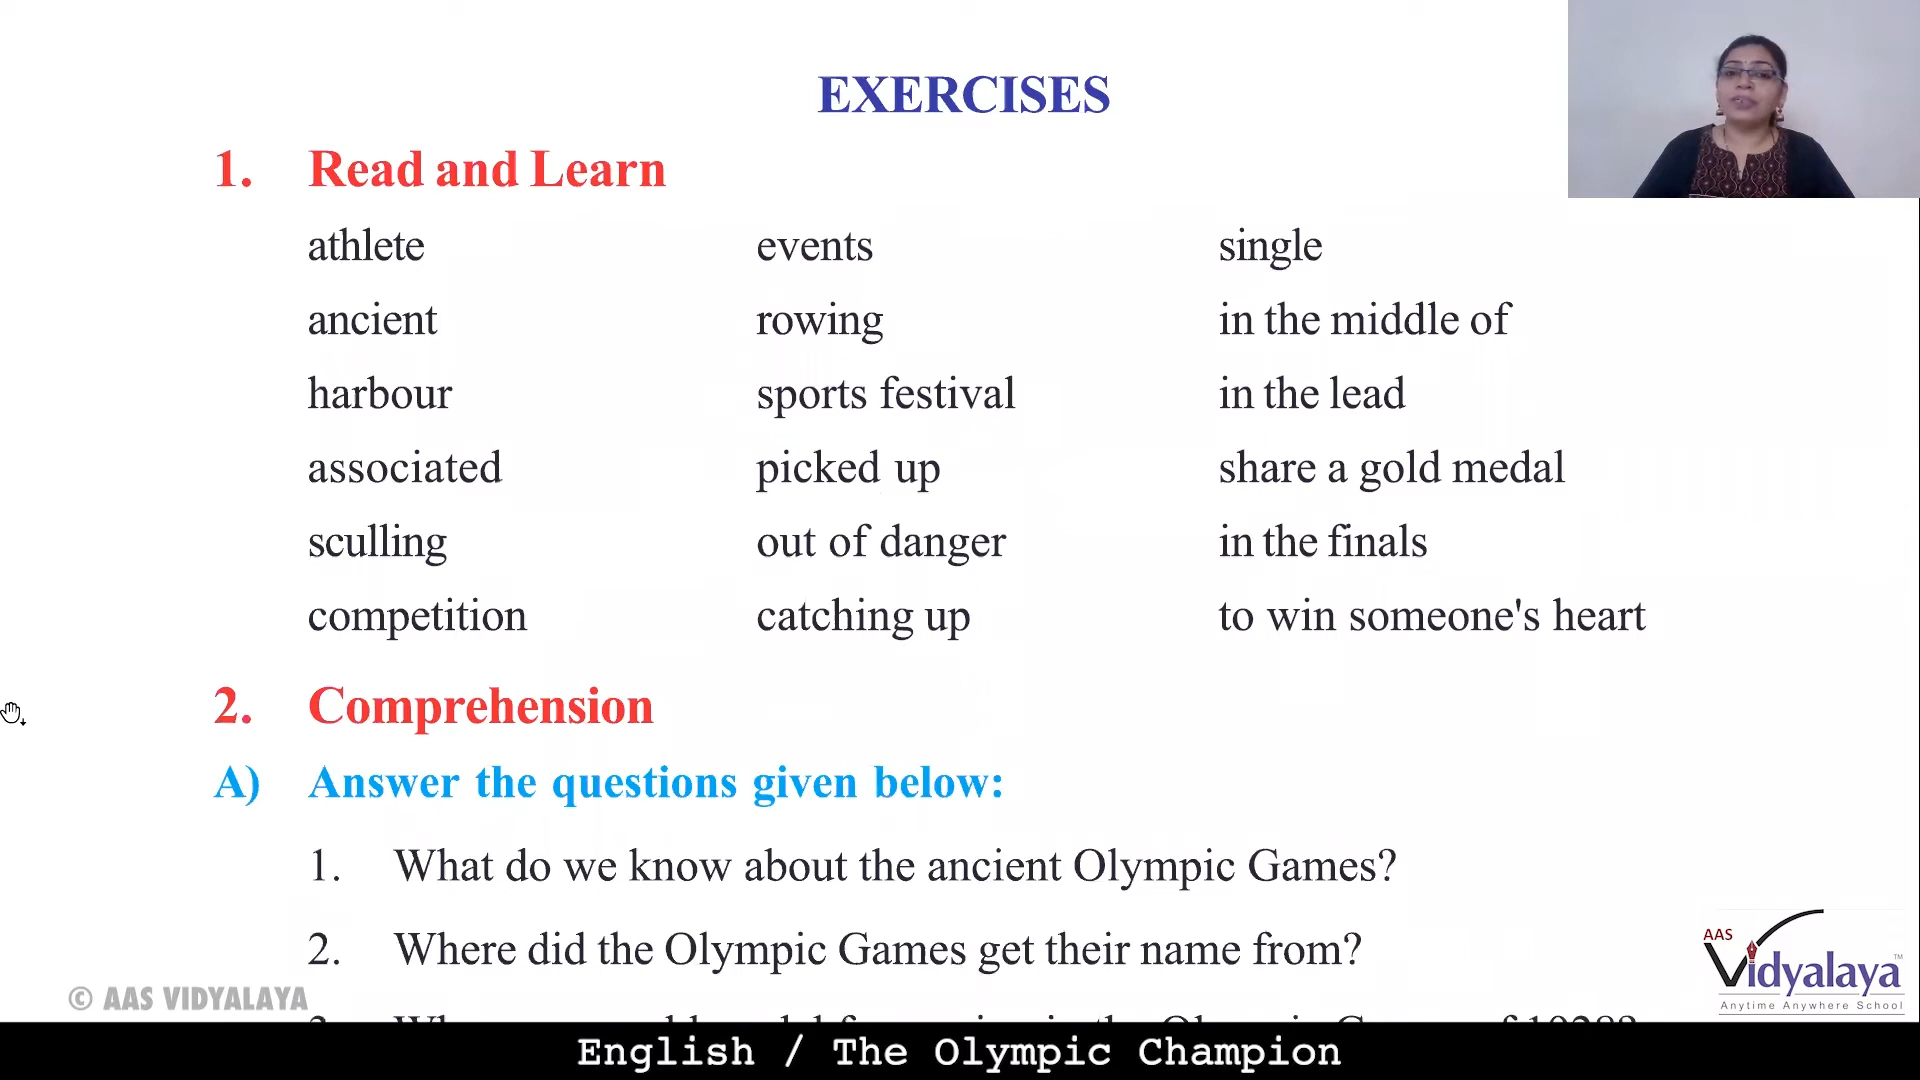 EXERCISES
1. Read and Learn
athlete events single
ancient rowing in the middle of
harbour sports festival in the lead
associated picked up share a gold medal
sculling out of danger in the finals
competition catching up to win someone's heart
2. Comprehension
A) Answer the questions given below:
1. What do we know about the ancient Olympic Games?
2. Where did the Olympic Games get their name from?
AAS
Vidyalaya TM
Anytime Anywhere School
© AAS VIDYALAYA
English / The Olympic Champion